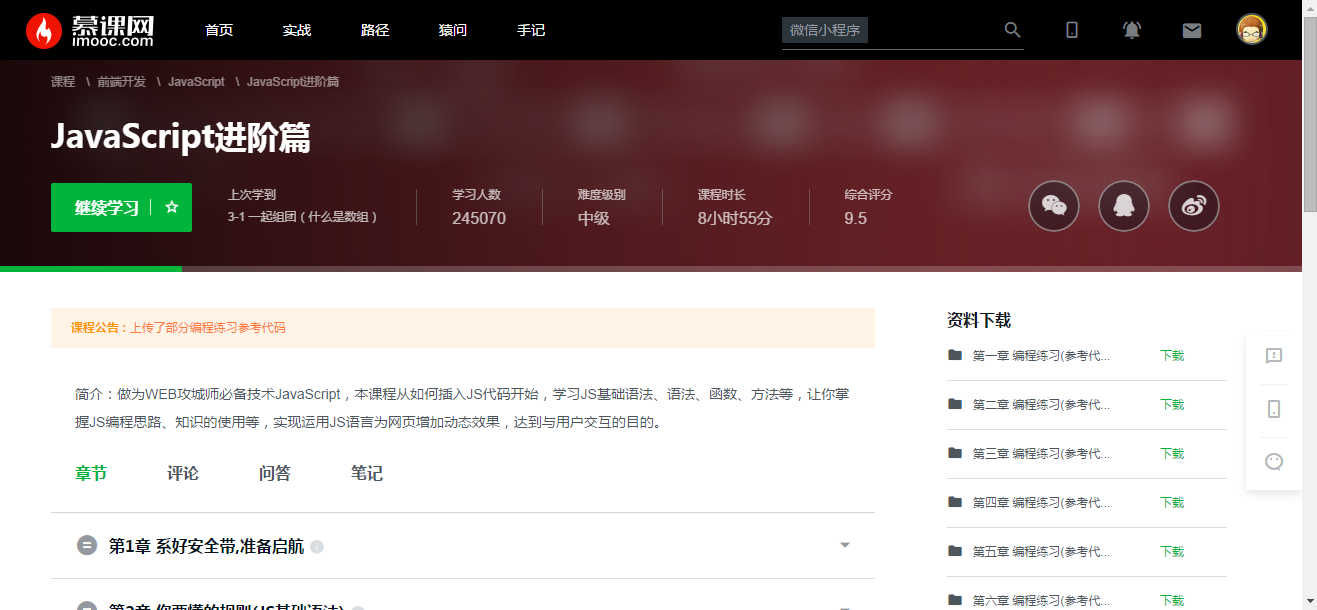 慕课网
imooc.com
首页 实战 路径 猿问 手记
微信小程序
课程 \ 前端开发 \ JavaScript \ JavaScript进阶篇
JavaScript进阶篇
继续学习
上次学到
3-1 一起组团（什么是数组）
学习人数
245070
难度级别
中级
课程时长
8小时55分
综合评分
9.5
课程公告：上传了部分编程练习参考代码
简介：做为WEB攻城师必备技术JavaScript，本课程从如何插入JS代码开始，学习JS基础语法、语法、函数、方法等，让你掌
握JS编程思路、知识的使用等，实现运用JS语言为网页增加动态效果，达到与用户交互的目的。
章节 评论 问答 笔记
第1章 系好安全带,准备启航
第2章 你要懂的规则(JS基础语法)
资料下载
第一章 编程练习(参考代... 下载
第二章 编程练习(参考代... 下载
第三章 编程练习(参考代... 下载
第四章 编程练习(参考代... 下载
第五章 编程练习(参考代... 下载
第六章 编程练习(参考代... 下载